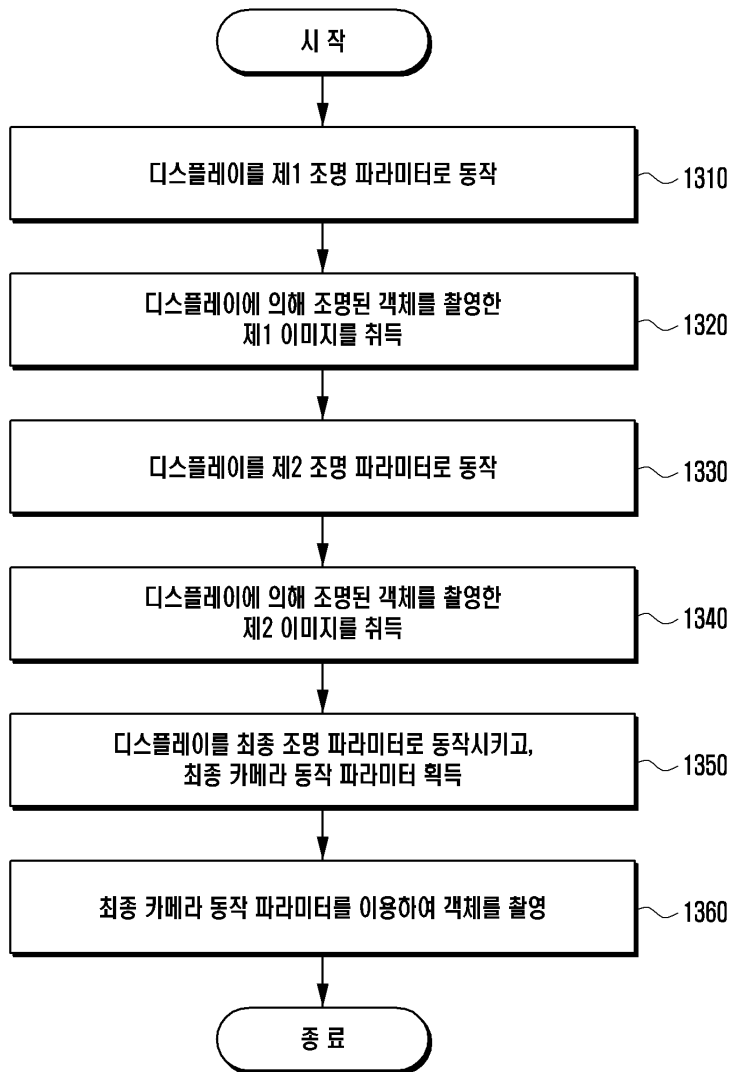 시 작
디스플레이를 제1 조명 파라미터로 동작
1310
디스플레이에 의해 조명된 객체를 촬영한
제1 이미지를 취득
1320
디스플레이를 제2 조명 파라미터로 동작
1330
디스플레이에 의해 조명된 객체를 촬영한
제2 이미지를 취득
1340
디스플레이를 최종 조명 파라미터로 동작시키고,
최종 카메라 동작 파라미터 획득
1350
최종 카메라 동작 파라미터를 이용하여 객체를 촬영
1360
종 료